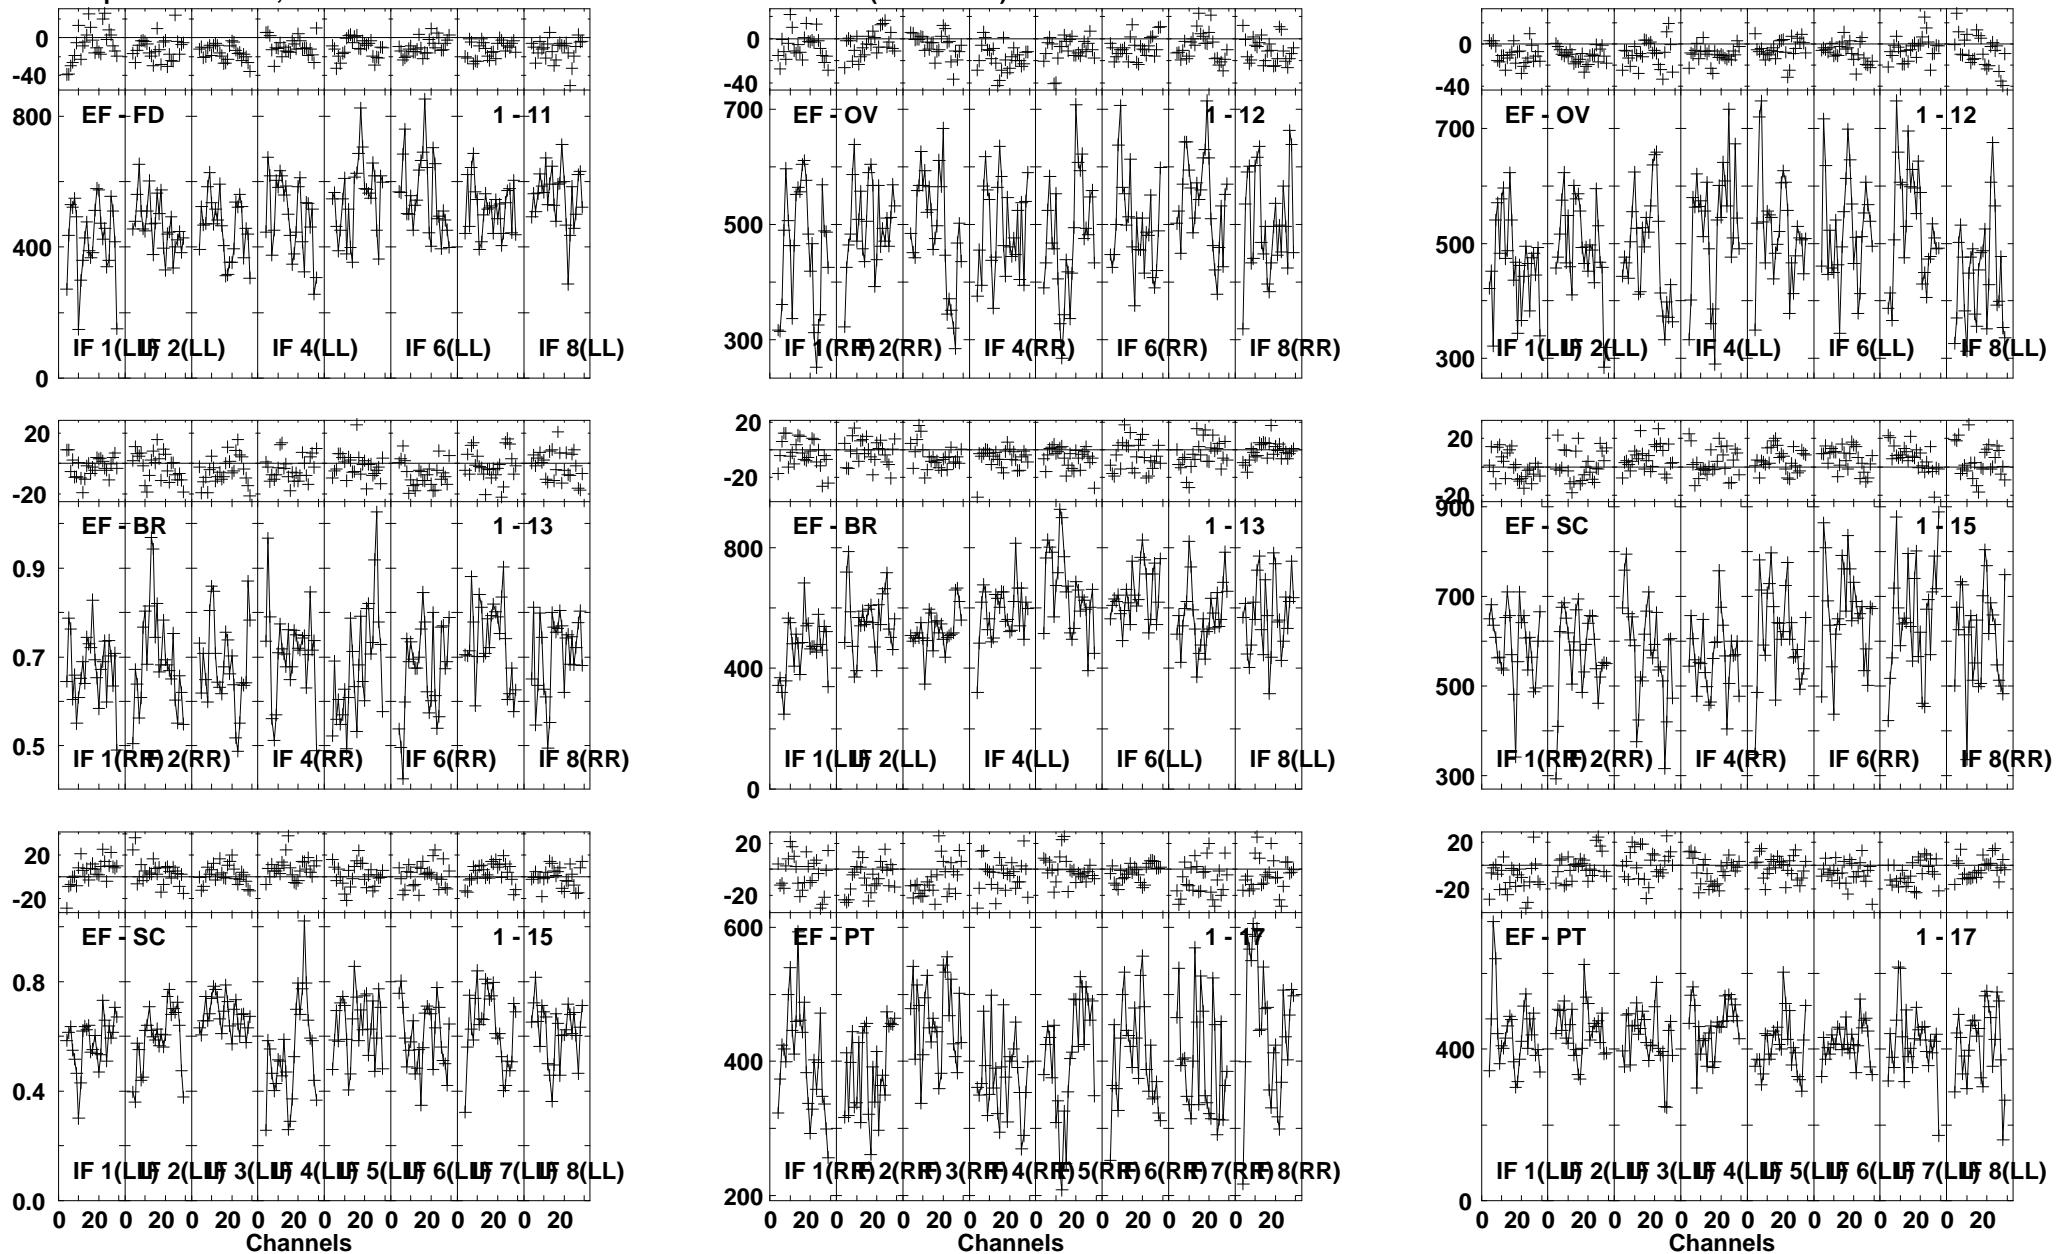 0
-40
800
400
0
EF - FD
1 - 11
IF 1(LL)
IF 2(LL)
IF 4(LL)
IF 6(LL)
IF 8(LL)
0
-40
700
500
300
EF - OV
1 - 12
IF 1(RR)
IF 2(RR)
IF 4(RR)
IF 6(RR)
IF 8(RR)
0
-40
700
500
300
EF - OV
1 - 12
IF 1(LL)
IF 2(LL)
IF 4(LL)
IF 6(LL)
IF 8(LL)
20
-20
0.9
0.7
0.5
EF - BR
1 - 13
IF 1(RR)
IF 2(RR)
IF 4(RR)
IF 6(RR)
IF 8(RR)
20
-20
800
400
0
EF - BR
1 - 13
IF 1(LL)
IF 2(LL)
IF 4(LL)
IF 6(LL)
IF 8(LL)
20
-20
900
700
500
300
EF - SC
1 - 15
IF 1(RR)
IF 2(RR)
IF 4(RR)
IF 6(RR)
IF 8(RR)
20
-20
0.8
0.4
0.0
EF - SC
1 - 15
IF 1(LL)
IF 2(LL)
IF 3(LL)
IF 4(LL)
IF 5(LL)
IF 6(LL)
IF 7(LL)
IF 8(LL)
0 20 0 20 0 20 0 20 0 20 0 20 0 20 0 20
Channels
20
-20
600
400
200
EF - PT
1 - 17
IF 1(RR)
IF 2(RR)
IF 3(RR)
IF 4(RR)
IF 5(RR)
IF 6(RR)
IF 7(RR)
IF 8(RR)
0 20 0 20 0 20 0 20 0 20 0 20 0 20 0 20
Channels
20
-20
400
0
EF - PT
1 - 17
IF 1(LL)
IF 2(LL)
IF 3(LL)
IF 4(LL)
IF 5(LL)
IF 6(LL)
IF 7(LL)
IF 8(LL)
0 20 0 20 0 20 0 20 0 20 0 20 0 20 0 20
Channels